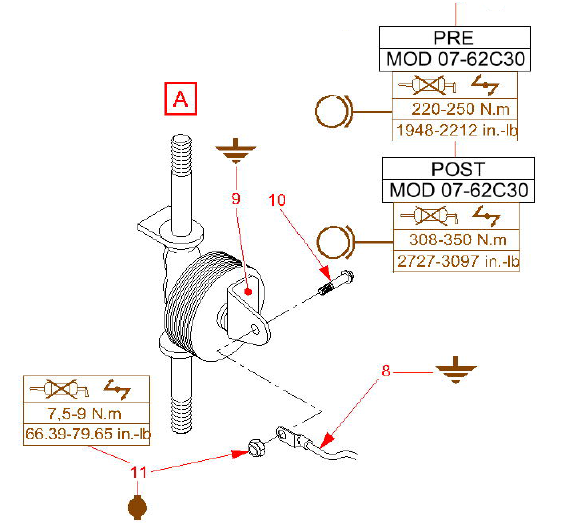 PRE
MOD 07-62C30
220-250 N.m
1948-2212 in.-lb
A
POST
MOD 07-62C30
9
10
308-350 N.m
2727-3097 in.-lb
8
7,5-9 N.m
66.39-79.65 in.-lb
11